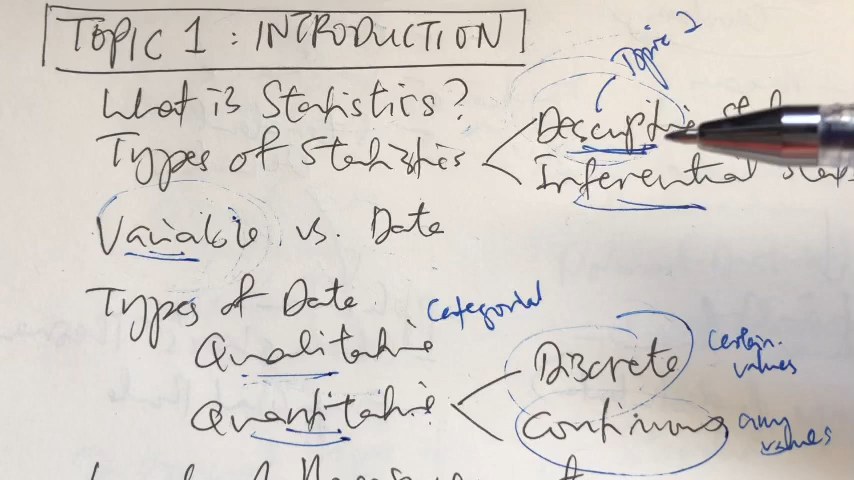 TOPIC 1 : INTRODUCTION
Topic 2
What is Statistics?
Types of Statistics
Descriptive
Inferential
Variable vs. Data
Types of Data
Qualitative categorial
Quantitative
Discrete certain values
Continuous any values